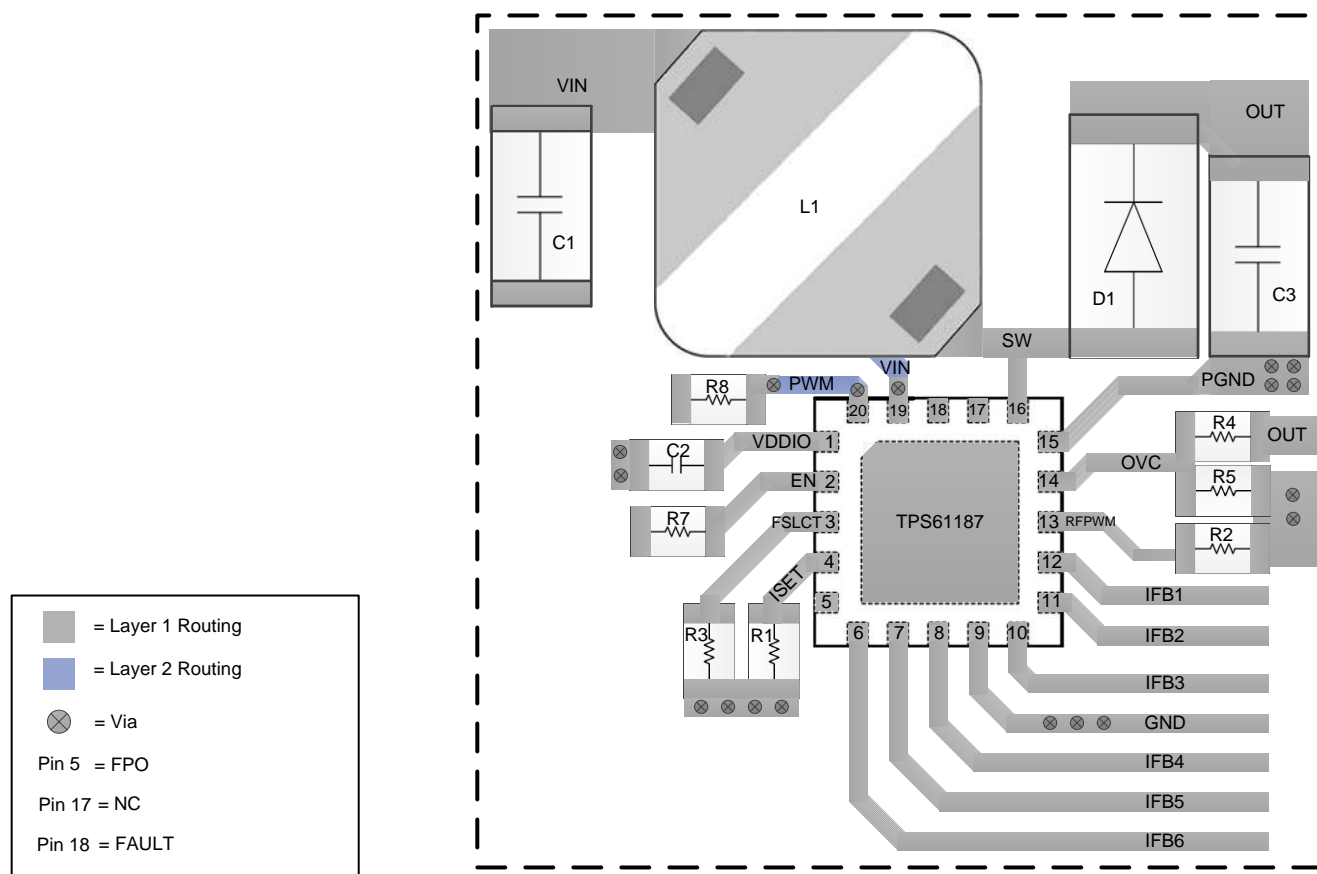 VIN
OUT
L1
C1
D1
C3
SW
VIN
PGND
R8
PWM
20
19
18
17
16
R4
OUT
C2
VDDIO
1
15
OVC
EN
2
14
R5
R7
FSLCT
3
TPS61187
13
RFPWM
R2
ISET
4
12
IFB1
5
11
IFB2
R3
R1
6
7
8
9
10
IFB3
GND
IFB4
IFB5
IFB6
= Layer 1 Routing
= Layer 2 Routing
= Via
Pin 5 = FPO
Pin 17 = NC
Pin 18 = FAULT